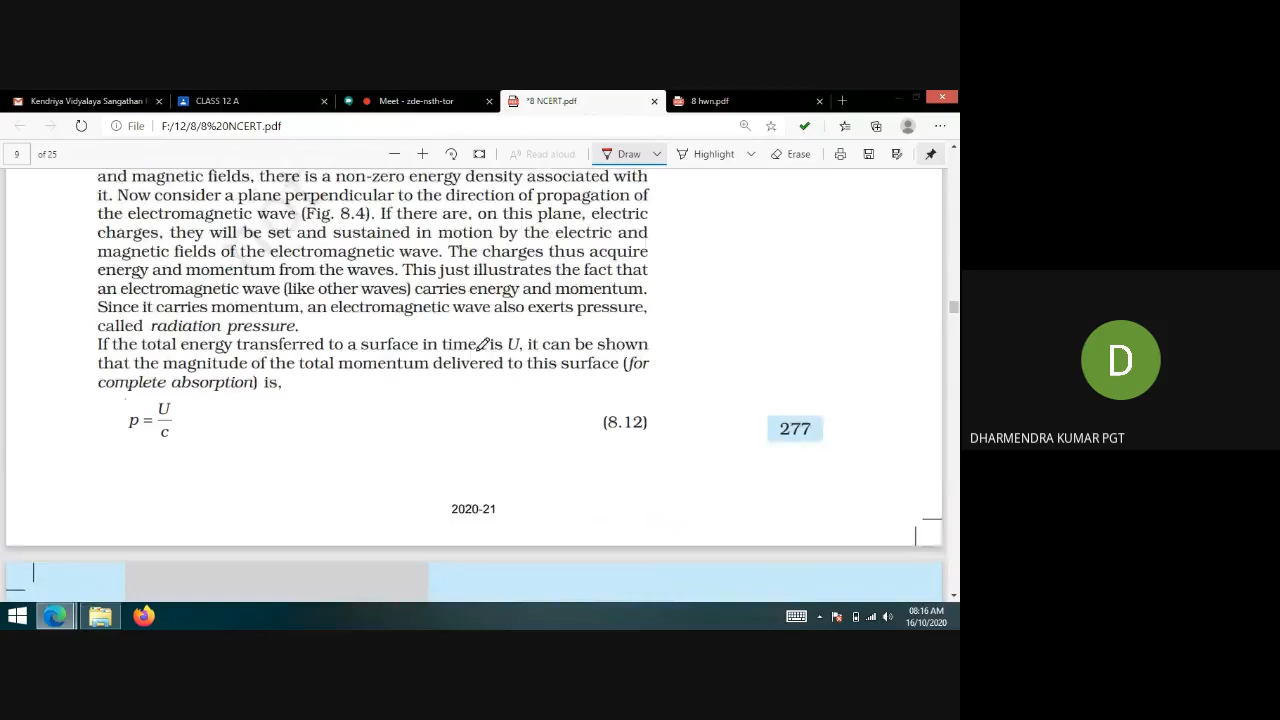 Kendriya Vidyalaya Sangathan
CLASS 12 A
Meet - zde-nsth-tor
*8 NCERT.pdf
8 hwn.pdf
File F:/12/8/8%20NCERT.pdf
9 of 25 Read aloud Draw Highlight Erase
and magnetic fields, there is a non-zero energy density associated with
it. Now consider a plane perpendicular to the direction of propagation of
the electromagnetic wave (Fig. 8.4). If there are, on this plane, electric
charges, they will be set and sustained in motion by the electric and
magnetic fields of the electromagnetic wave. The charges thus acquire
energy and momentum from the waves. This just illustrates the fact that
an electromagnetic wave (like other waves) carries energy and momentum.
Since it carries momentum, an electromagnetic wave also exerts pressure,
called radiation pressure.
If the total energy transferred to a surface in time is U, it can be shown
that the magnitude of the total momentum delivered to this surface (for
complete absorption) is,
p = U/c (8.12)
277
2020-21
D
DHARMENDRA KUMAR PGT
08:16 AM
16/10/2020